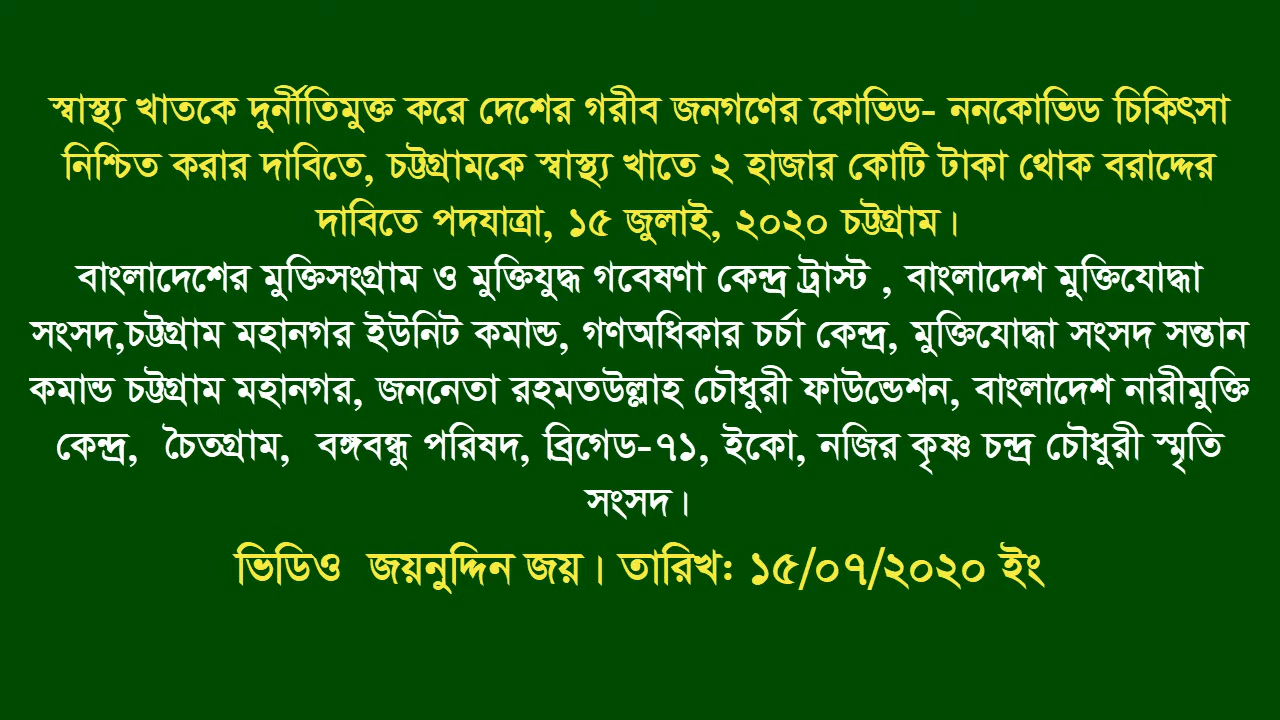 স্বাস্থ্য খাতকে দুর্নীতিমুক্ত করে দেশের গরীব জনগণের কোভিড- ননকোভিড চিকিৎসা
নিশ্চিত করার দাবিতে, চট্টগ্রামকে স্বাস্থ্য খাতে ২ হাজার কোটি টাকা থোক বরাদ্দের
দাবিতে পদযাত্রা, ১৫ জুলাই, ২০২০ চট্টগ্রাম।
বাংলাদেশের মুক্তিসংগ্রাম ও মুক্তিযুদ্ধ গবেষণা কেন্দ্র ট্রাস্ট , বাংলাদেশ মুক্তিযোদ্ধা
সংসদ,চট্টগ্রাম মহানগর ইউনিট কমান্ড, গণঅধিকার চর্চা কেন্দ্র, মুক্তিযোদ্ধা সংসদ সন্তান
কমান্ড চট্টগ্রাম মহানগর, জননেতা রহমতউল্লাহ চৌধুরী ফাউন্ডেশন, বাংলাদেশ নারীমুক্তি
কেন্দ্র, চৈতগ্রাম, বঙ্গবন্ধু পরিষদ, ব্রিগেড-৭১, ইকো, নজির কৃষ্ণ চন্দ্র চৌধুরী স্মৃতি
সংসদ।
ভিডিও জয়নুদ্দিন জয়। তারিখ: ১৫/০৭/২০২০ ইং